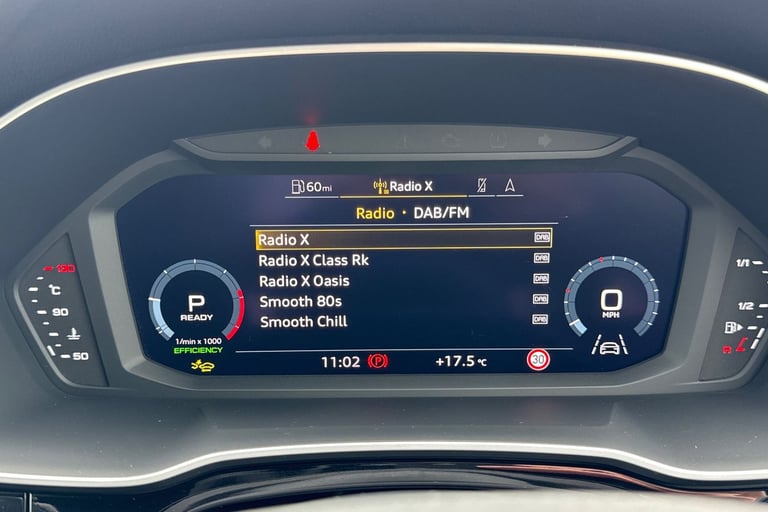 60mi
Radio X
Radio · DAB/FM
Radio X DAB
Radio X Class Rk DAB
Radio X Oasis DAB
Smooth 80s DAB
Smooth Chill DAB
130
°C
90
50
P
READY
1/min x 1000
EFFICIENCY
0
MPH
1/1
1/2
R
11:02
P
+17.5 °C
30